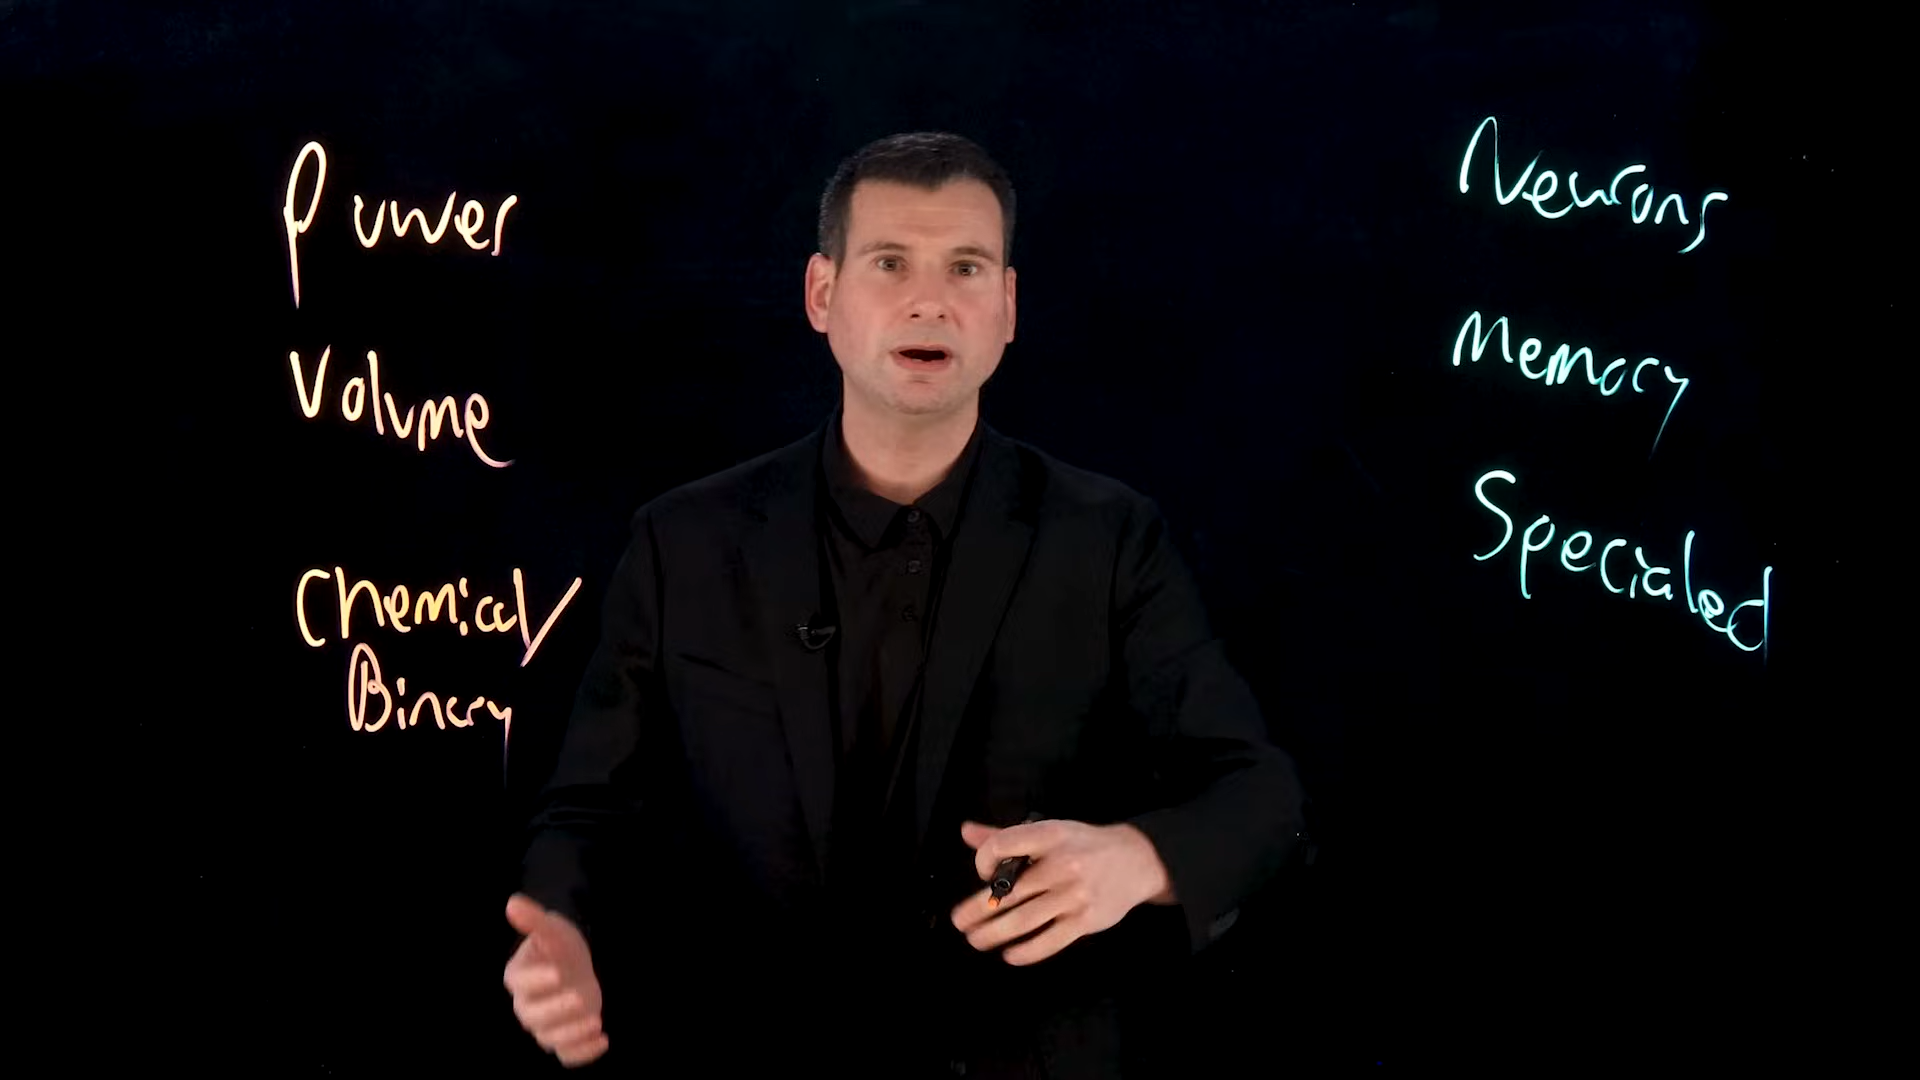 Power
Volume
Chemical/
Binary
Neurons
Memory
Specialed